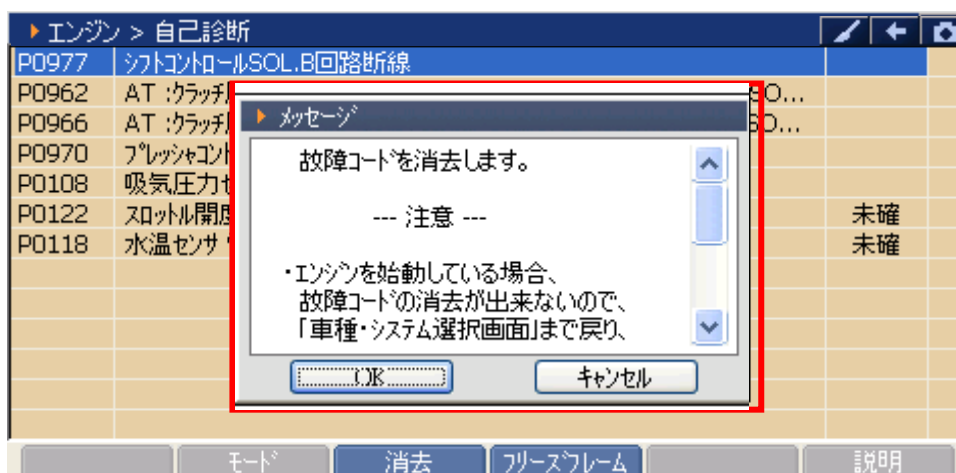 エンジン > 自己診断
P0977 シフトコントロールSOL.B回路断線
P0962 AT :クラッチ SO...
P0966 AT :クラッチ SO...
P0970 プレッシャコント
P0108 吸気圧力セ
P0122 スロットル開度 未確
P0118 水温センサ 未確
メッセージ
故障コードを消去します。
--- 注意 ---
・エンジンを始動している場合、
故障コードの消去が出来ないので、
「車種・システム選択画面」まで戻り、
OK キャンセル
モード 消去 フリーズフレーム 説明